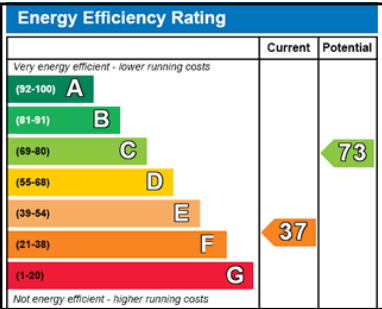 Energy Efficiency Rating
Current Potential
Very energy efficient - lower running costs
(92-100) A
(81-91) B
(69-80) C
73
(55-68) D
(39-54) E
37
(21-38) F
(1-20) G
Not energy efficient - higher running costs